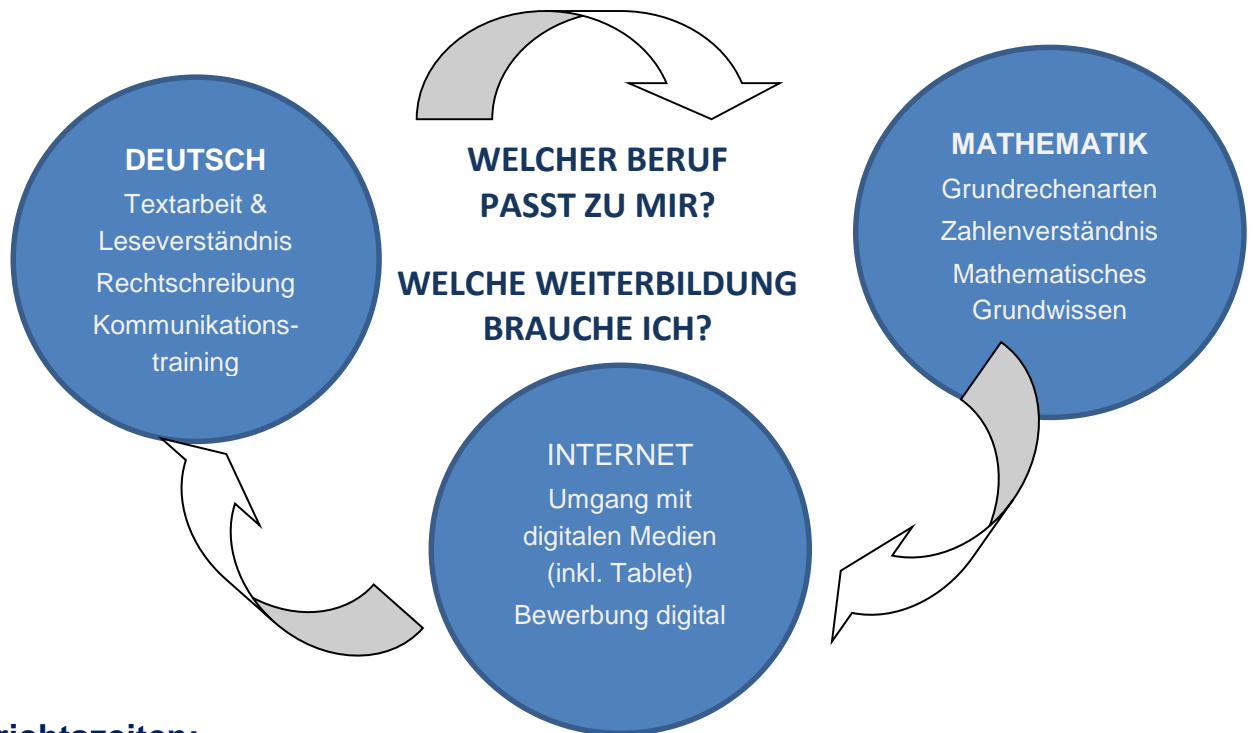 DEUTSCH
Textarbeit &
Leseverständnis
Rechtschreibung
Kommunikations-
training
WELCHER BERUF
PASST ZU MIR?
WELCHE WEITERBILDUNG
BRAUCHE ICH?
MATHEMATIK
Grundrechenarten
Zahlenverständnis
Mathematisches
Grundwissen
INTERNET
Umgang mit
digitalen Medien
(inkl. Tablet)
Bewerbung digital